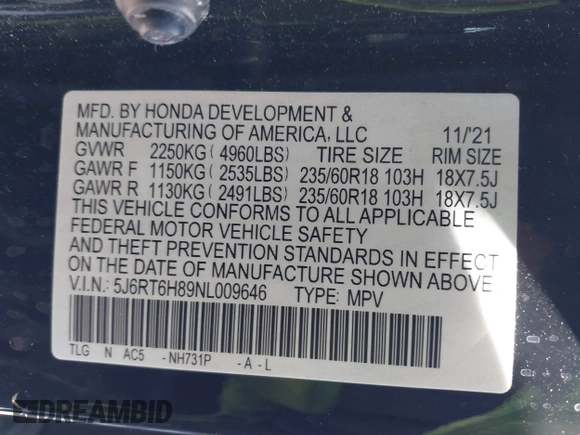 MFD. BY HONDA DEVELOPMENT &
MANUFACTURING OF AMERICA, LLC 11/'21
GVWR 2250KG ( 4960LBS) TIRE SIZE RIM SIZE
GAWR F 1150KG ( 2535LBS) 235/60R18 103H 18X7.5J
GAWR R 1130KG ( 2491LBS) 235/60R18 103H 18X7.5J
THIS VEHICLE CONFORMS TO ALL APPLICABLE
FEDERAL MOTOR VEHICLE SAFETY
AND THEFT PREVENTION STANDARDS IN EFFECT
ON THE DATE OF MANUFACTURE SHOWN ABOVE
V.I.N.: 5J6RT6H89NL009646 TYPE: MPV
TLG N AC5 -NH731P -A-L
DREAMBID